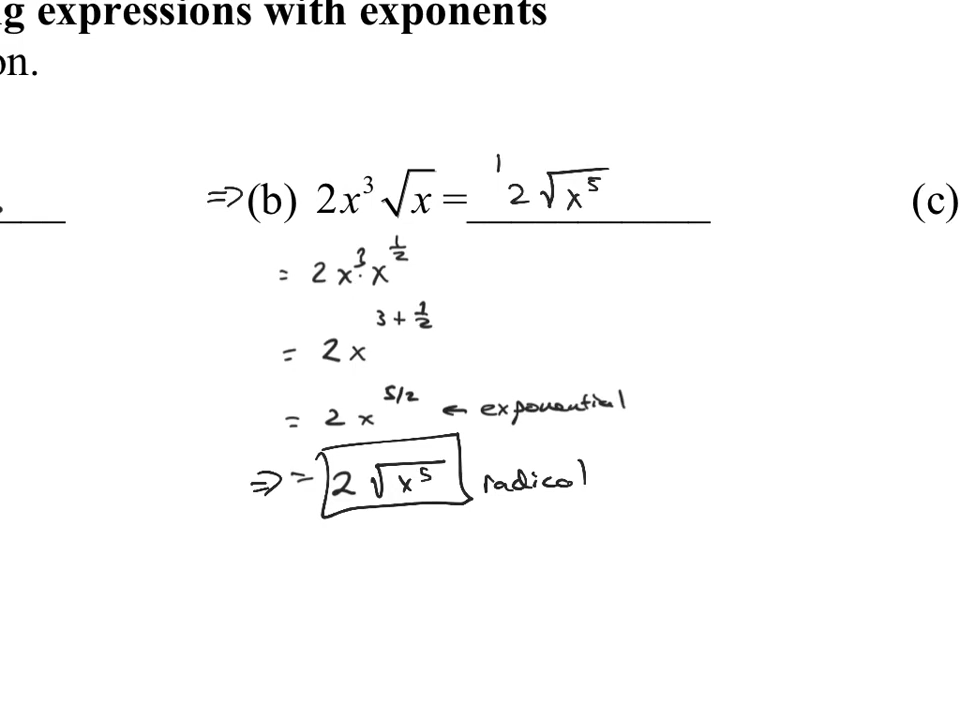 g expressions with exponents
on.
⇒(b) 2x³√x = ¹ 2√x⁵ (c)
= 2x³·x^½
= 2x^(3 + ½)
= 2x^(5/2) ← exponential
⇒ = 2√x⁵ radical